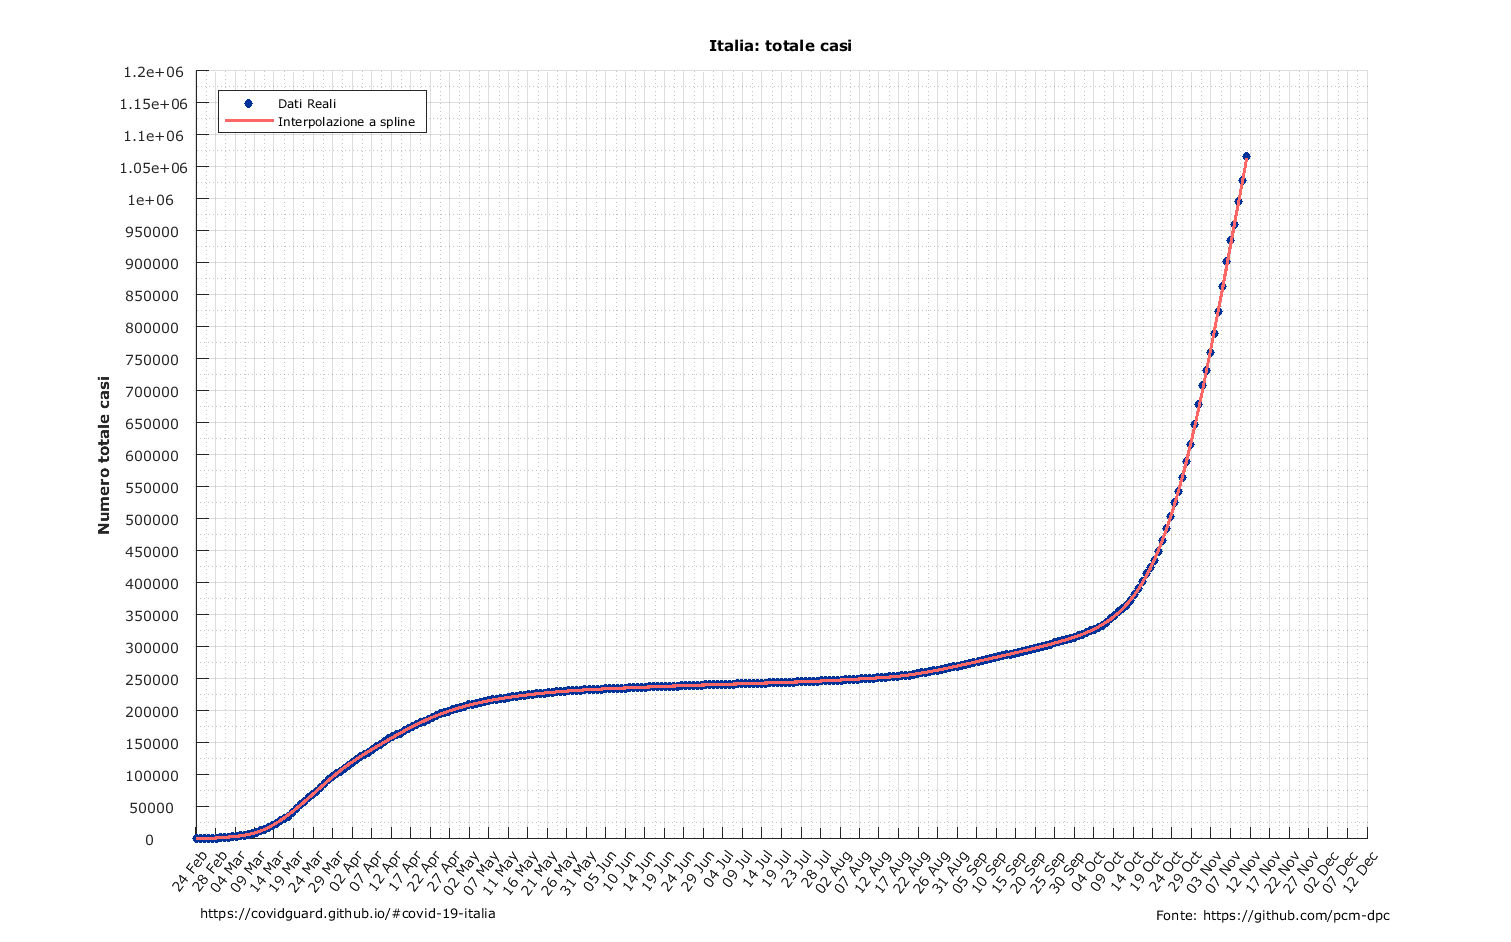 Italia: totale casi
1.2e+06
1.15e+06
1.1e+06
1.05e+06
1e+06
950000
900000
850000
800000
750000
700000
650000
600000
550000
500000
450000
400000
350000
300000
250000
200000
150000
100000
50000
0
Dati Reali
Interpolazione a spline
Numero totale casi
24 Feb
28 Feb
04 Mar
09 Mar
14 Mar
19 Mar
24 Mar
29 Mar
02 Apr
07 Apr
12 Apr
17 Apr
22 Apr
27 Apr
02 May
07 May
11 May
16 May
21 May
26 May
31 May
05 Jun
10 Jun
14 Jun
19 Jun
24 Jun
29 Jun
04 Jul
09 Jul
14 Jul
19 Jul
23 Jul
28 Jul
02 Aug
07 Aug
12 Aug
17 Aug
22 Aug
26 Aug
31 Aug
05 Sep
10 Sep
15 Sep
20 Sep
25 Sep
30 Sep
04 Oct
09 Oct
14 Oct
19 Oct
24 Oct
29 Oct
03 Nov
07 Nov
12 Nov
17 Nov
22 Nov
27 Nov
02 Dec
07 Dec
12 Dec
https://covidguard.github.io/#covid-19-italia
Fonte: https://github.com/pcm-dpc